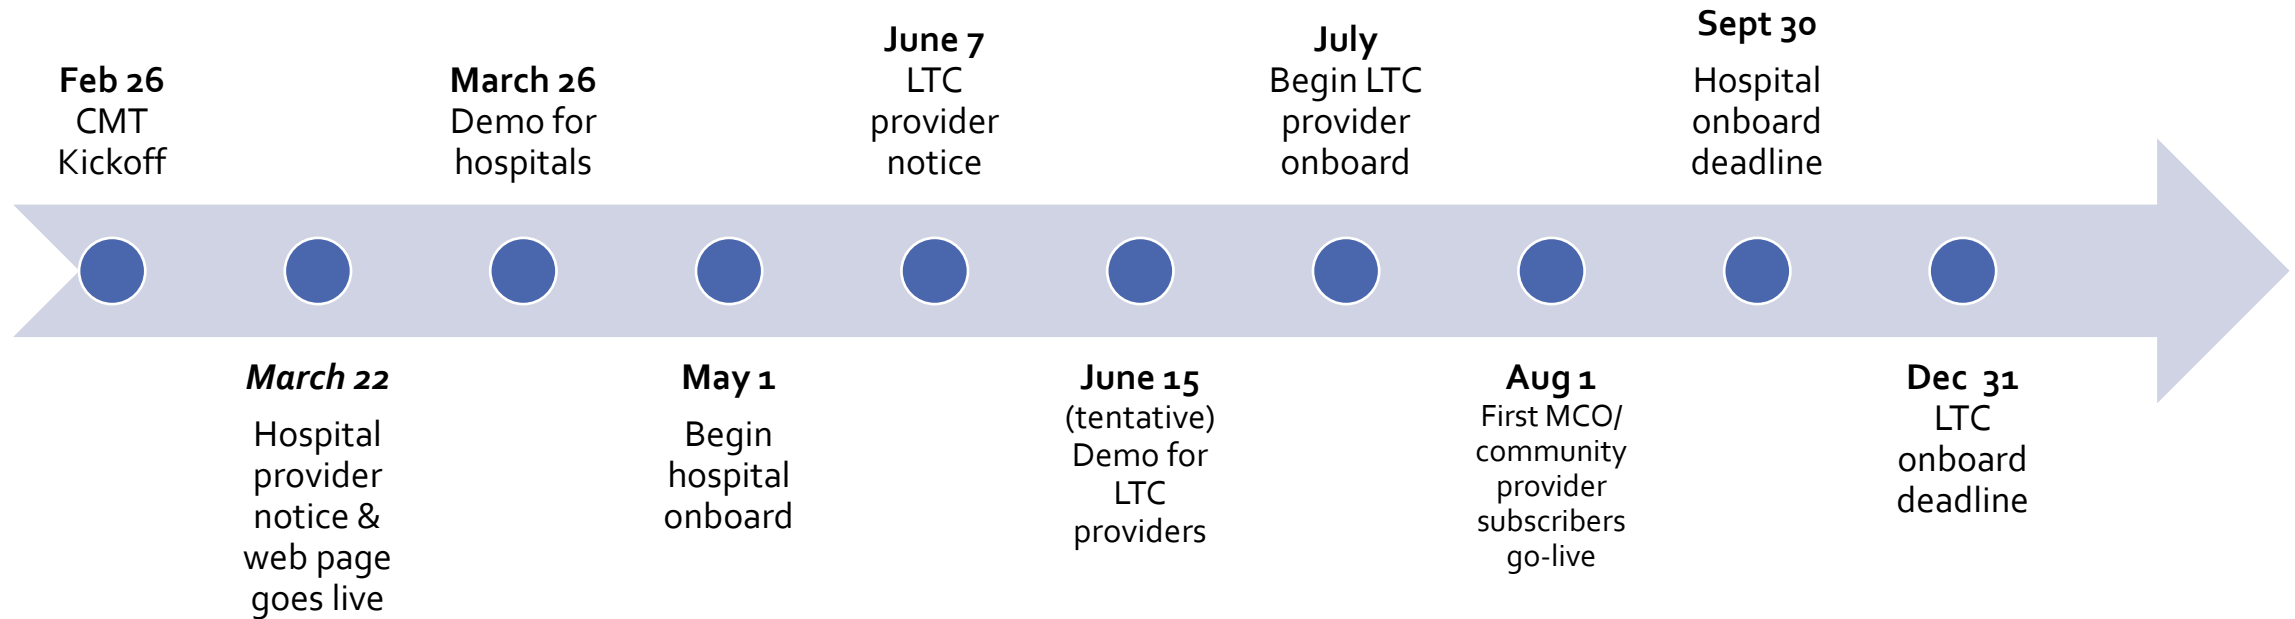 Feb 26
CMT
Kickoff
March 22
Hospital
provider
notice &
web page
goes live
March 26
Demo for
hospitals
May 1
Begin
hospital
onboard
June 7
LTC
provider
notice
June 15
(tentative)
Demo for
LTC
providers
July
Begin LTC
provider
onboard
Aug 1
First MCO/
community
provider
subscribers
go-live
Sept 30
Hospital
onboard
deadline
Dec 31
LTC
onboard
deadline